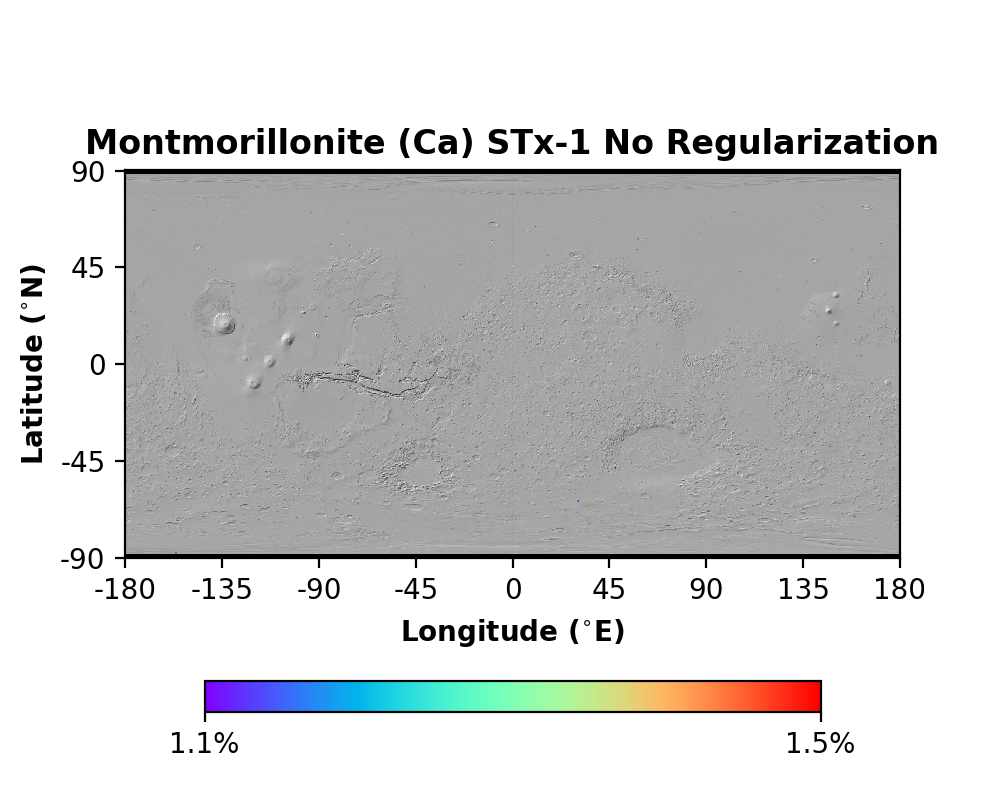 Montmorillonite (Ca) STx-1 No Regularization
90
45
0
-45
-90
Latitude (°N)
-180 -135 -90 -45 0 45 90 135 180
Longitude (°E)
1.1% 1.5%